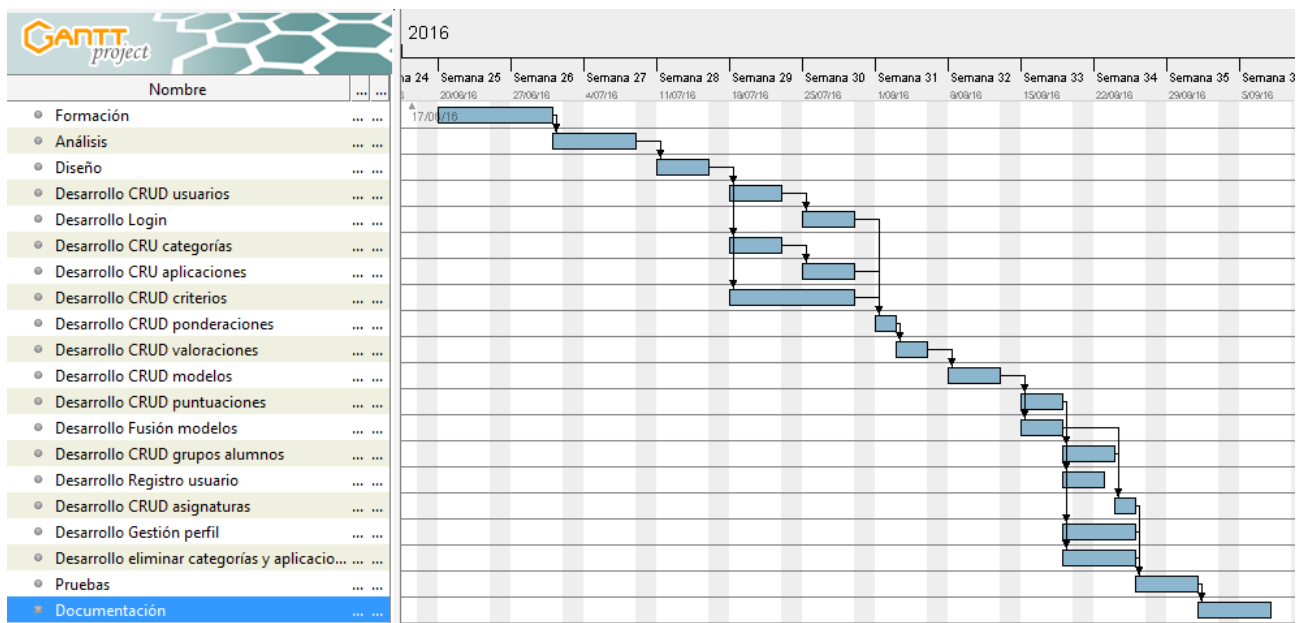 GANTT
project
2016
na 24 Semana 25 Semana 26 Semana 27 Semana 28 Semana 29 Semana 30 Semana 31 Semana 32 Semana 33 Semana 34 Semana 35 Semana 3
Nombre ... ...
20/06/16 27/06/16 4/07/16 11/07/16 18/07/16 25/07/16 1/08/16 8/08/16 15/08/16 22/08/16 29/08/16 5/09/16
Formación ... ...
17/06/16
Análisis ... ...
Diseño ... ...
Desarrollo CRUD usuarios ... ...
Desarrollo Login ... ...
Desarrollo CRU categorías ... ...
Desarrollo CRU aplicaciones ... ...
Desarrollo CRUD criterios ... ...
Desarrollo CRUD ponderaciones ... ...
Desarrollo CRUD valoraciones ... ...
Desarrollo CRUD modelos ... ...
Desarrollo CRUD puntuaciones ... ...
Desarrollo Fusión modelos ... ...
Desarrollo CRUD grupos alumnos ... ...
Desarrollo Registro usuario ... ...
Desarrollo CRUD asignaturas ... ...
Desarrollo Gestión perfil ... ...
Desarrollo eliminar categorías y aplicacio... ... ...
Pruebas ... ...
Documentación ... ...